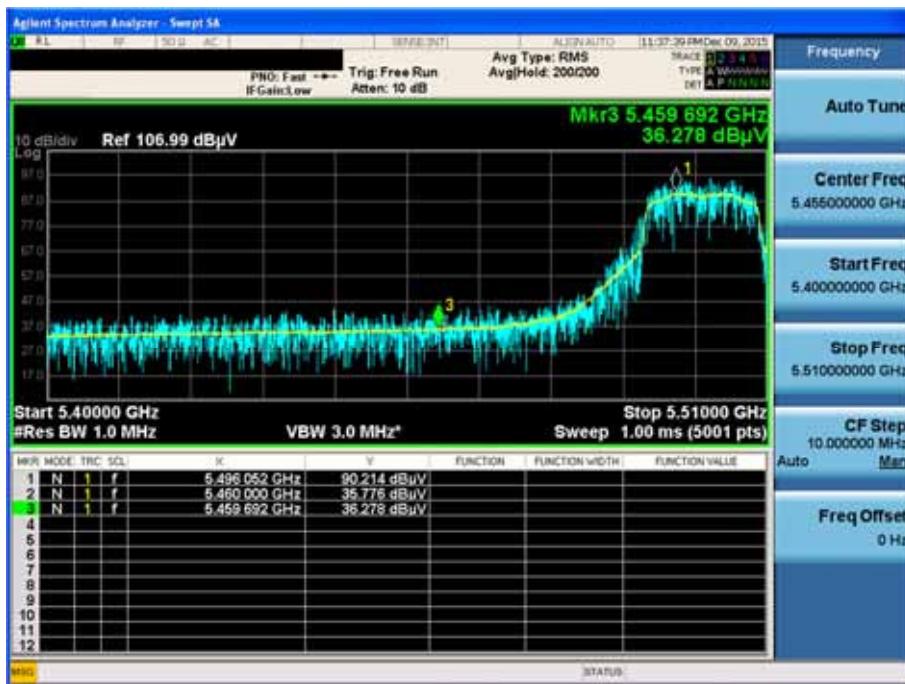 Agilent Spectrum Analyzer - Swept SA
RL RF 50 Ω AC SENSE:INT ALIGN AUTO 11:37:39 PM Dec 09, 2015
PNO: Fast
IFGain:Low
Trig: Free Run
Atten: 10 dB
Avg Type: RMS
Avg|Hold: 200/200
TRACE 1 2 3 4 5 6
TYPE A W
DET A P N N N N
Mkr3 5.459 692 GHz
36.278 dBµV
10 dB/div Ref 106.99 dBµV
Log
97.0
87.0
77.0
67.0
57.0
47.0
37.0
27.0
17.0
1
3
Start 5.40000 GHz Stop 5.51000 GHz
#Res BW 1.0 MHz VBW 3.0 MHz* Sweep 1.00 ms (5001 pts)
MKR MODE TRC SCL X Y FUNCTION FUNCTION WIDTH FUNCTION VALUE
1 N 1 f 5.496 052 GHz 90.214 dBµV
2 N 1 f 5.460 000 GHz 35.776 dBµV
3 N 1 f 5.459 692 GHz 36.278 dBµV
4
5
6
7
8
9
10
11
12
MSG STATUS
Frequency
Auto Tune
Center Freq
5.455000000 GHz
Start Freq
5.400000000 GHz
Stop Freq
5.510000000 GHz
CF Step
10.000000 MHz
Auto Man
Freq Offset
0 Hz